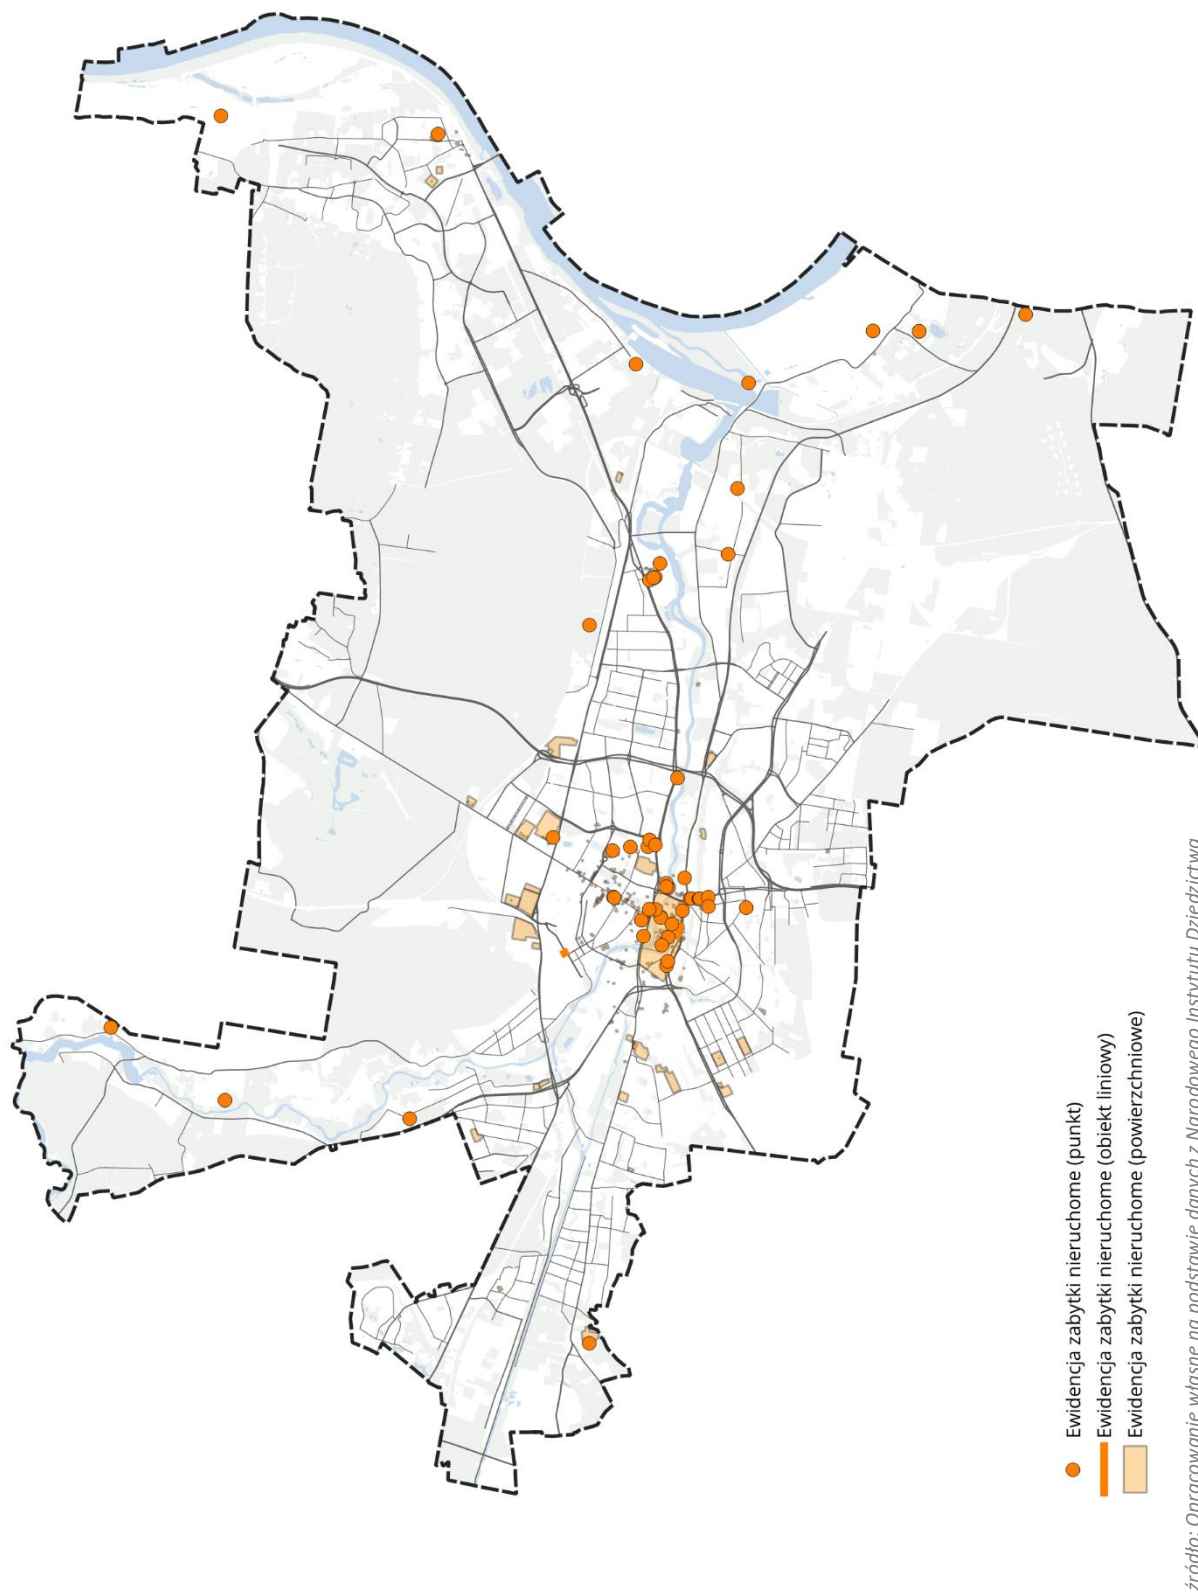 Ewidencja zabytki nieruchome (punkt)
Ewidencja zabytki nieruchome (obiekt liniowy)
Ewidencja zabytki nieruchome (powierzchniowe)
źródło: Opracowanie własne na podstawie danych z Narodowego Instytutu Dziedzictwa